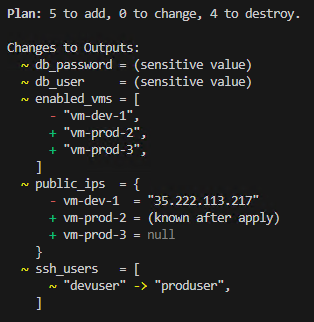 Plan: 5 to add, 0 to change, 4 to destroy.
Changes to Outputs:
~ db_password = (sensitive value)
~ db_user     = (sensitive value)
~ enabled_vms = [
- "vm-dev-1",
+ "vm-prod-2",
+ "vm-prod-3",
]
~ public_ips  = {
- vm-dev-1  = "35.222.113.217"
+ vm-prod-2 = (known after apply)
+ vm-prod-3 = null
}
~ ssh_users   = [
~ "devuser" -> "produser",
]